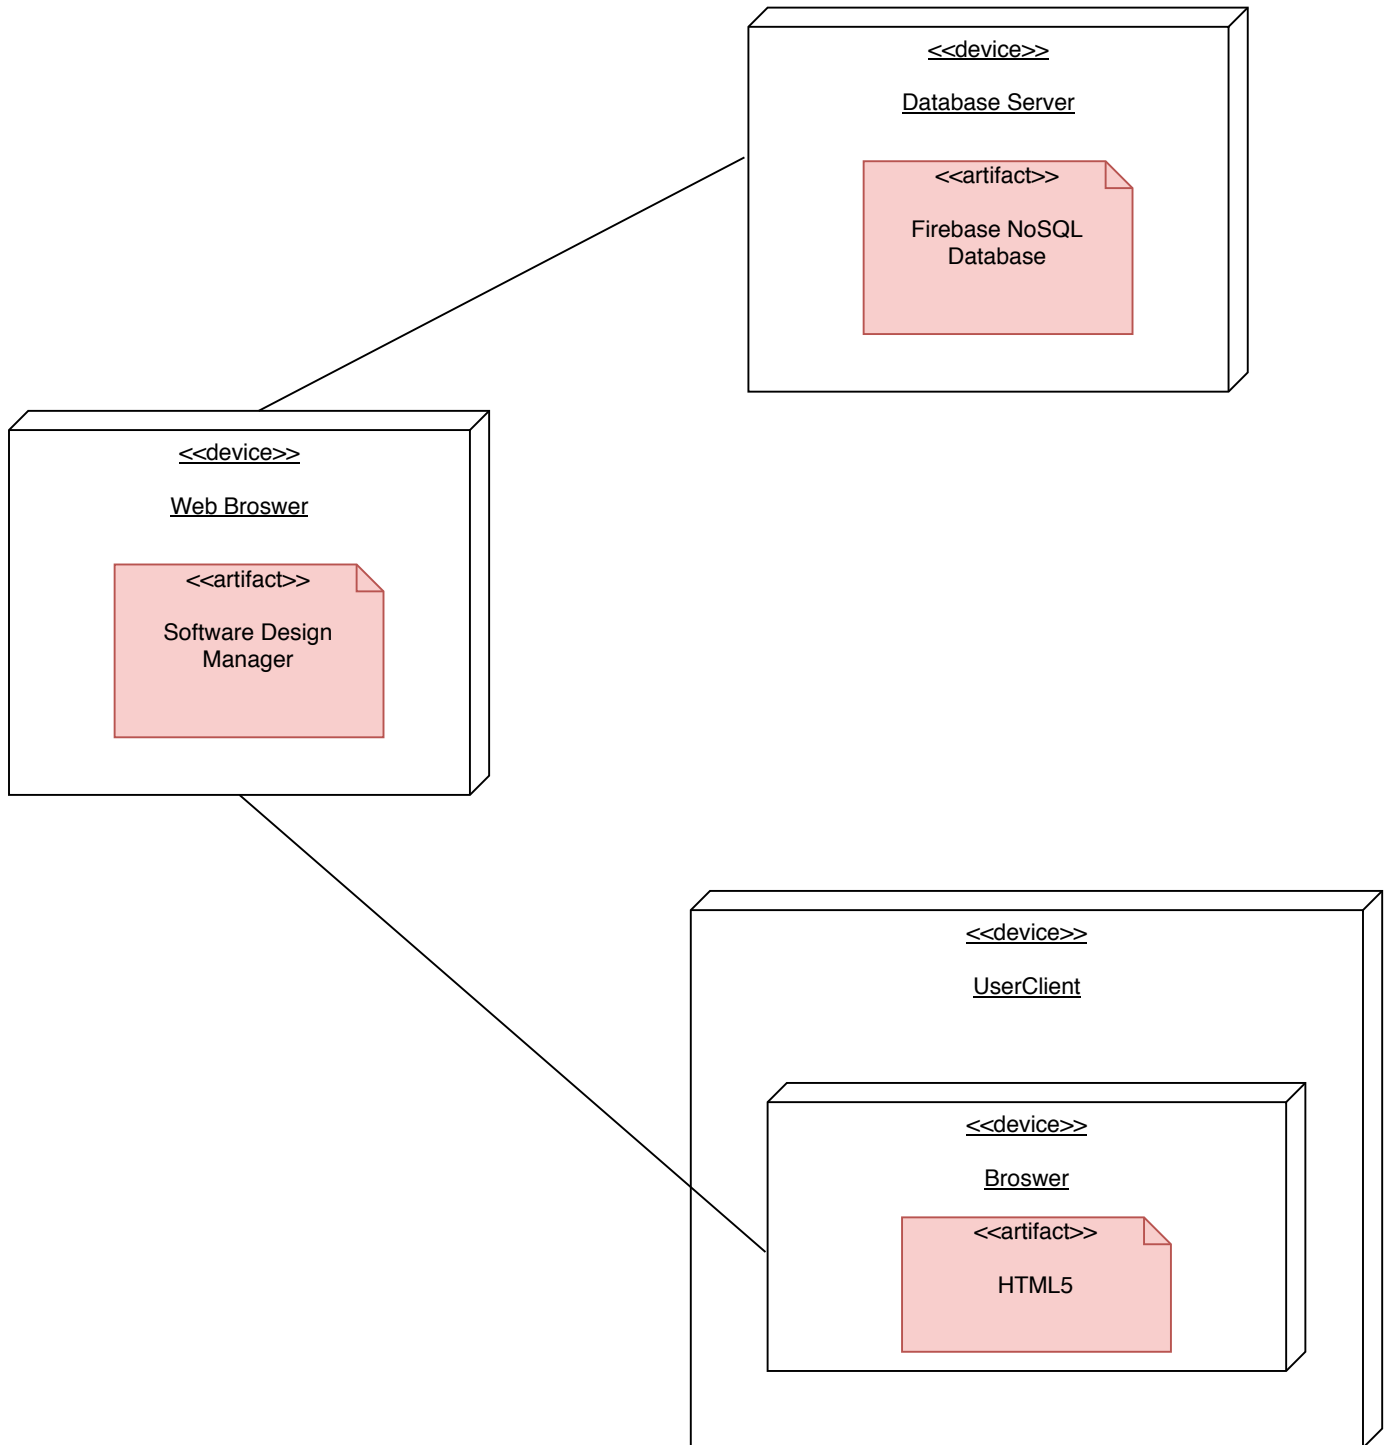 <<device>>
Database Server
<<artifact>>
Firebase NoSQL
Database
<<device>>
Web Broswer
<<artifact>>
Software Design
Manager
<<device>>
UserClient
<<device>>
Broswer
<<artifact>>
HTML5